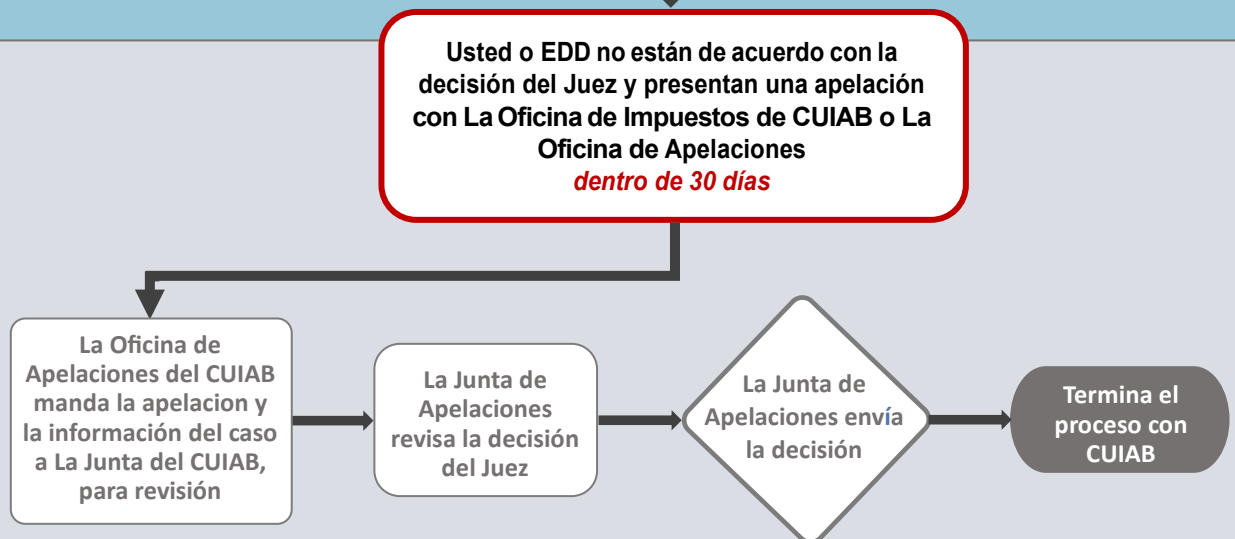 Usted o EDD no están de acuerdo con la
decisión del Juez y presentan una apelación
con La Oficina de Impuestos de CUIAB o La
Oficina de Apelaciones
dentro de 30 días
La Oficina de
Apelaciones del CUIAB
manda la apelacion y
la información del caso
a La Junta del CUIAB,
para revisión
La Junta de
Apelaciones
revisa la decisión
del Juez
La Junta de
Apelaciones envía
la decisión
Termina el
proceso con
CUIAB